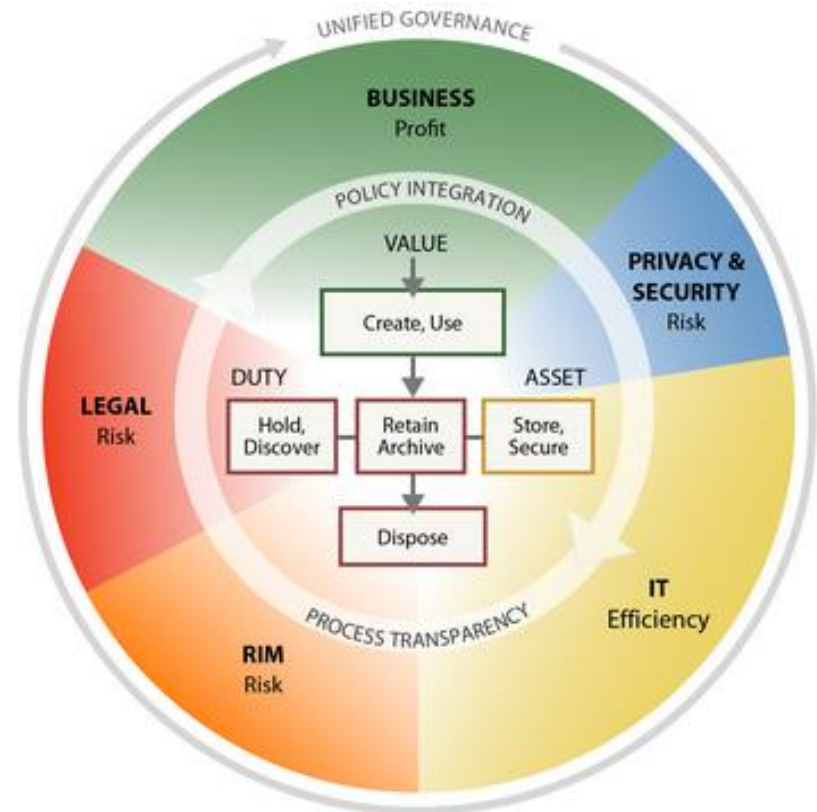 UNIFIED GOVERNANCE
BUSINESS
Profit
POLICY INTEGRATION
VALUE
Create, Use
PRIVACY &
SECURITY
Risk
DUTY
ASSET
LEGAL
Risk
Hold,
Discover
Retain
Archive
Store,
Secure
Dispose
IT
Efficiency
PROCESS TRANSPARENCY
RIM
Risk